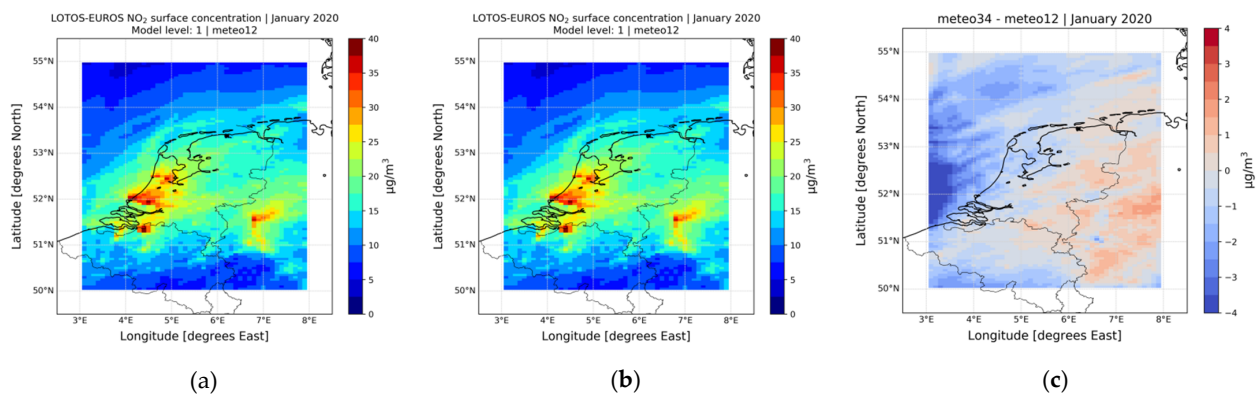 LOTOS-EUROS NO₂ surface concentration | January 2020
Model level: 1 | meteo12
55°N
54°N
53°N
52°N
51°N
50°N
Latitude [degrees North]
3°E 4°E 5°E 6°E 7°E 8°E
Longitude [degrees East]
40
35
30
25
20
15
10
5
0
μg/m³
(a)
LOTOS-EUROS NO₂ surface concentration | January 2020
Model level: 1 | meteo12
55°N
54°N
53°N
52°N
51°N
50°N
Latitude [degrees North]
3°E 4°E 5°E 6°E 7°E 8°E
Longitude [degrees East]
40
35
30
25
20
15
10
5
0
μg/m³
(b)
meteo34 - meteo12 | January 2020
55°N
54°N
53°N
52°N
51°N
50°N
Latitude [degrees North]
3°E 4°E 5°E 6°E 7°E 8°E
Longitude [degrees East]
4
3
2
1
0
−1
−2
−3
−4
μg/m³
(c)